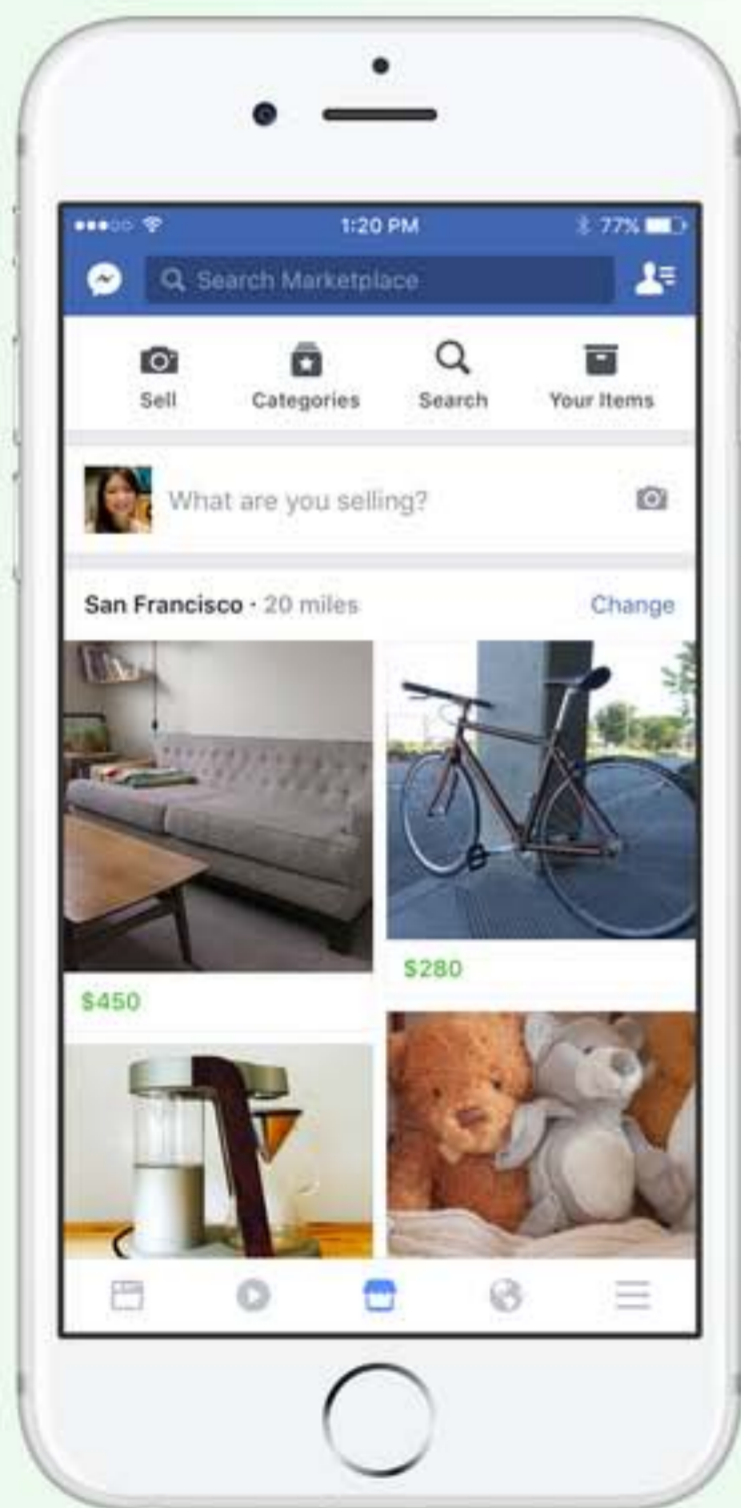 1:20 PM 77%
Search Marketplace
Sell Categories Search Your Items
What are you selling?
San Francisco · 20 miles Change
$280
$450